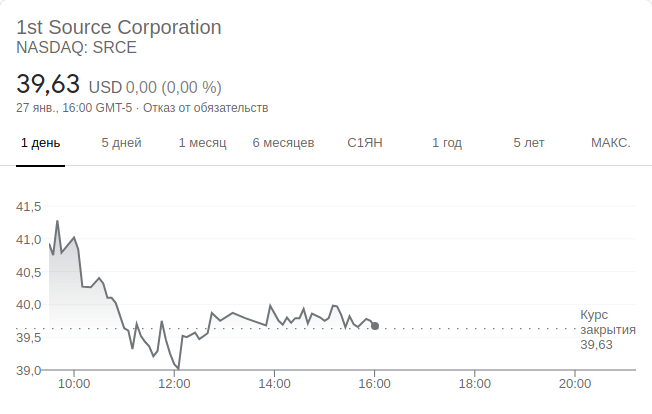 1st Source Corporation
NASDAQ: SRCE
39,63 USD 0,00 (0,00 %)
27 янв., 16:00 GMT-5 · Отказ от обязательств
1 день 5 дней 1 месяц 6 месяцев С1ЯН 1 год 5 лет МАКС.
41,5
41,0
40,5
40,0
39,5
39,0
Курс
закрытия
39,63
10:00 12:00 14:00 16:00 18:00 20:00